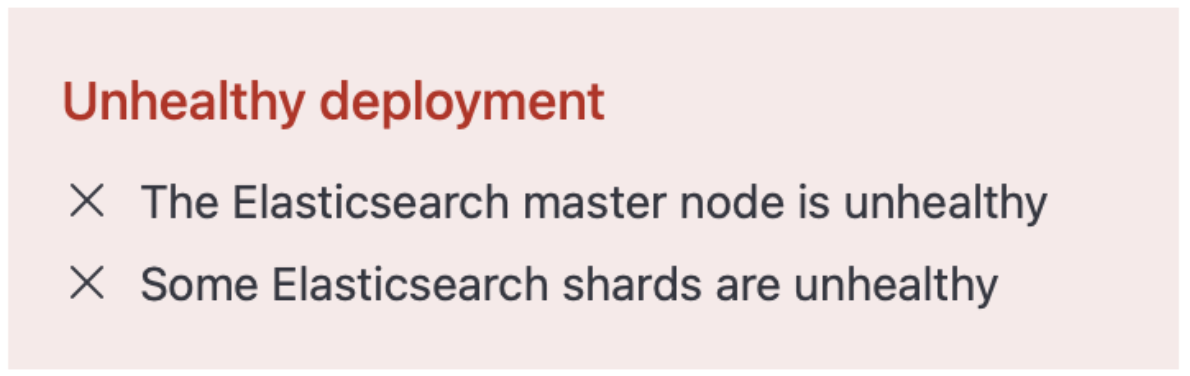 Unhealthy deployment
The Elasticsearch master node is unhealthy
Some Elasticsearch shards are unhealthy